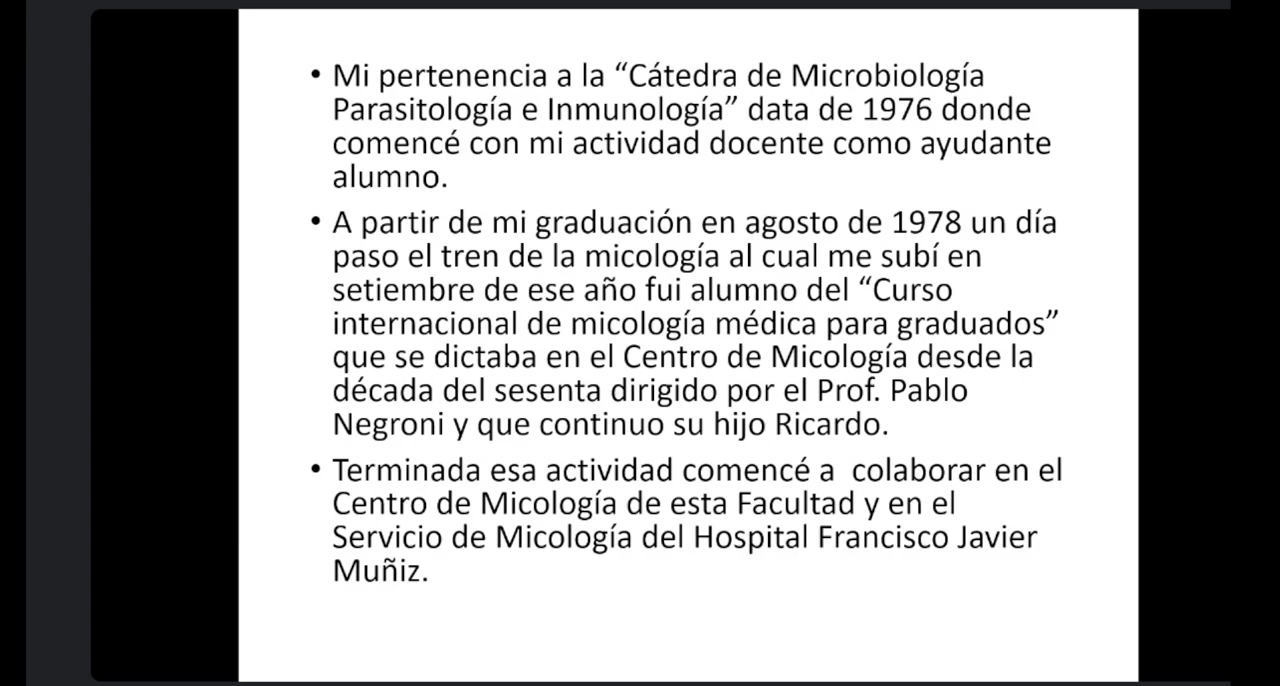 • Mi pertenencia a la “Cátedra de Microbiología
Parasitología e Inmunología” data de 1976 donde
comencé con mi actividad docente como ayudante
alumno.
• A partir de mi graduación en agosto de 1978 un día
paso el tren de la micología al cual me subí en
setiembre de ese año fui alumno del “Curso
internacional de micología médica para graduados”
que se dictaba en el Centro de Micología desde la
década del sesenta dirigido por el Prof. Pablo
Negroni y que continuo su hijo Ricardo.
• Terminada esa actividad comencé a  colaborar en el
Centro de Micología de esta Facultad y en el
Servicio de Micología del Hospital Francisco Javier
Muñiz.